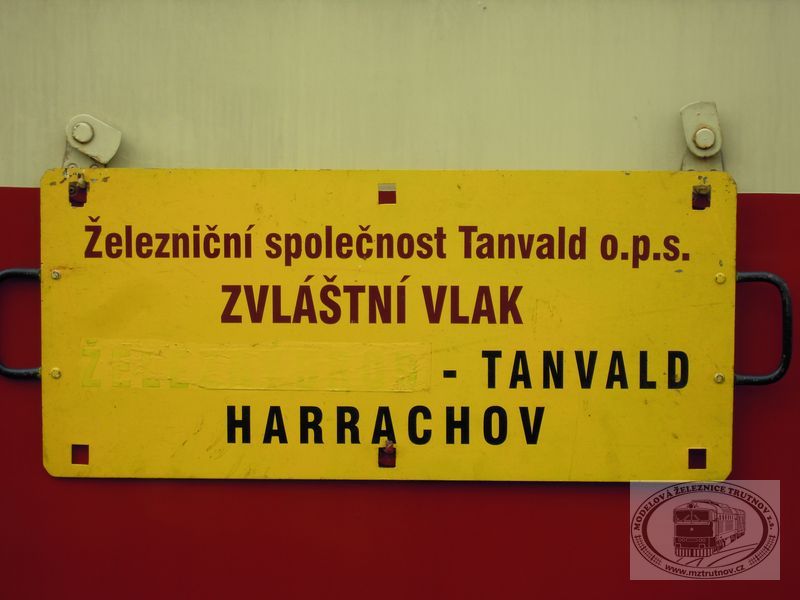 Železniční společnost Tanvald o.p.s.
ZVLÁŠTNÍ VLAK
- TANVALD
HARRACHOV
MODELOVÁ ŽELEZNICE TRUTNOV z.s.
www.mztrutnov.cz